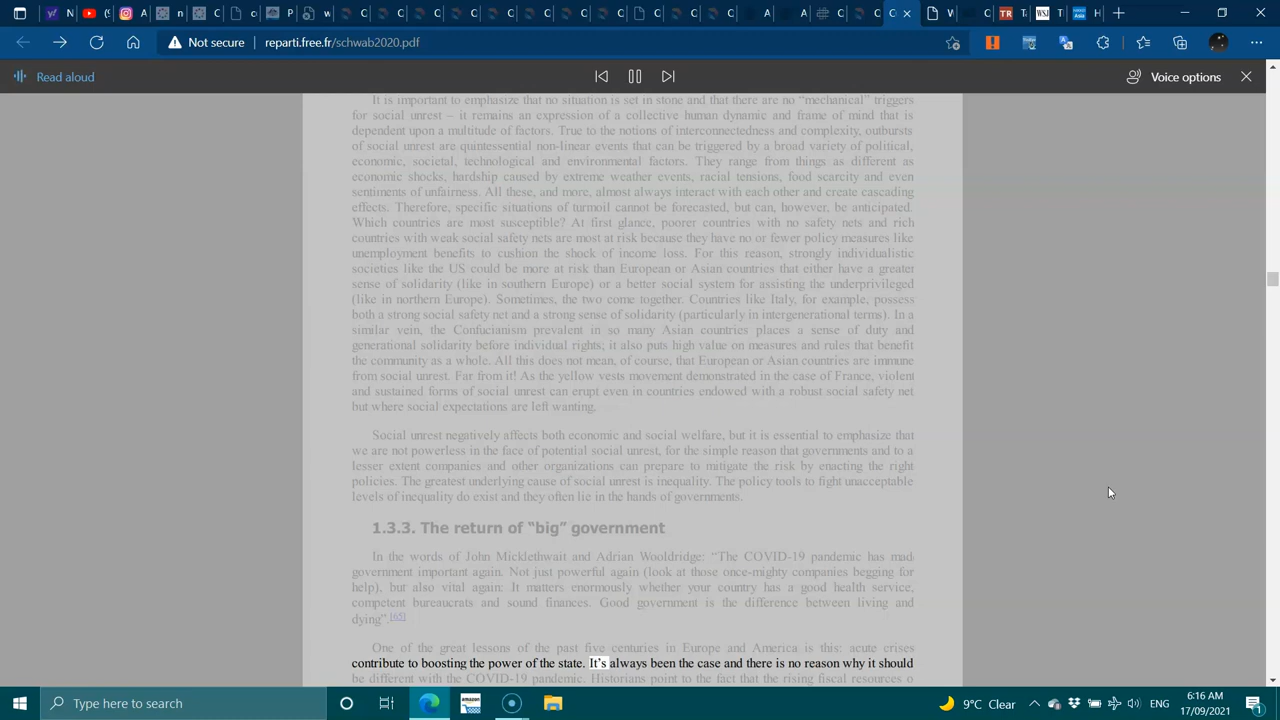 Not secure
reparti.free.fr/schwab2020.pdf
Read aloud
Voice options
It is important to emphasize that no situation is set in stone and that there are no “mechanical” triggers
for social unrest – it remains an expression of a collective human dynamic and frame of mind that is
dependent upon a multitude of factors. True to the notions of interconnectedness and complexity, outbursts
of social unrest are quintessential non-linear events that can be triggered by a broad variety of political,
economic, societal, technological and environmental factors. They range from things as different as
economic shocks, hardship caused by extreme weather events, racial tensions, food scarcity and even
sentiments of unfairness. All these, and more, almost always interact with each other and create cascading
effects. Therefore, specific situations of turmoil cannot be forecasted, but can, however, be anticipated.
Which countries are most susceptible? At first glance, poorer countries with no safety nets and rich
countries with weak social safety nets are most at risk because they have no or fewer policy measures like
unemployment benefits to cushion the shock of income loss. For this reason, strongly individualistic
societies like the US could be more at risk than European or Asian countries that either have a greater
sense of solidarity (like in southern Europe) or a better social system for assisting the underprivileged
(like in northern Europe). Sometimes, the two come together. Countries like Italy, for example, possess
both a strong social safety net and a strong sense of solidarity (particularly in intergenerational terms). In a
similar vein, the Confucianism prevalent in so many Asian countries places a sense of duty and
generational solidarity before individual rights; it also puts high value on measures and rules that benefit
the community as a whole. All this does not mean, of course, that European or Asian countries are immune
from social unrest. Far from it! As the yellow vests movement demonstrated in the case of France, violent
and sustained forms of social unrest can erupt even in countries endowed with a robust social safety net
but where social expectations are left wanting.
Social unrest negatively affects both economic and social welfare, but it is essential to emphasize that
we are not powerless in the face of potential social unrest, for the simple reason that governments and to a
lesser extent companies and other organizations can prepare to mitigate the risk by enacting the right
policies. The greatest underlying cause of social unrest is inequality. The policy tools to fight unacceptable
levels of inequality do exist and they often lie in the hands of governments.
1.3.3. The return of “big” government
In the words of John Micklethwait and Adrian Wooldridge: “The COVID-19 pandemic has mad
government important again. Not just powerful again (look at those once-mighty companies begging for
help), but also vital again: It matters enormously whether your country has a good health service,
competent bureaucrats and sound finances. Good government is the difference between living and
dying”.[65]
One of the great lessons of the past five centuries in Europe and America is this: acute crises
contribute to boosting the power of the state. It’s always been the case and there is no reason why it should
be different with the COVID-19 pandemic. Historians point to the fact that the rising fiscal resources o
Type here to search
9°C Clear
ENG
6:16 AM
17/09/2021